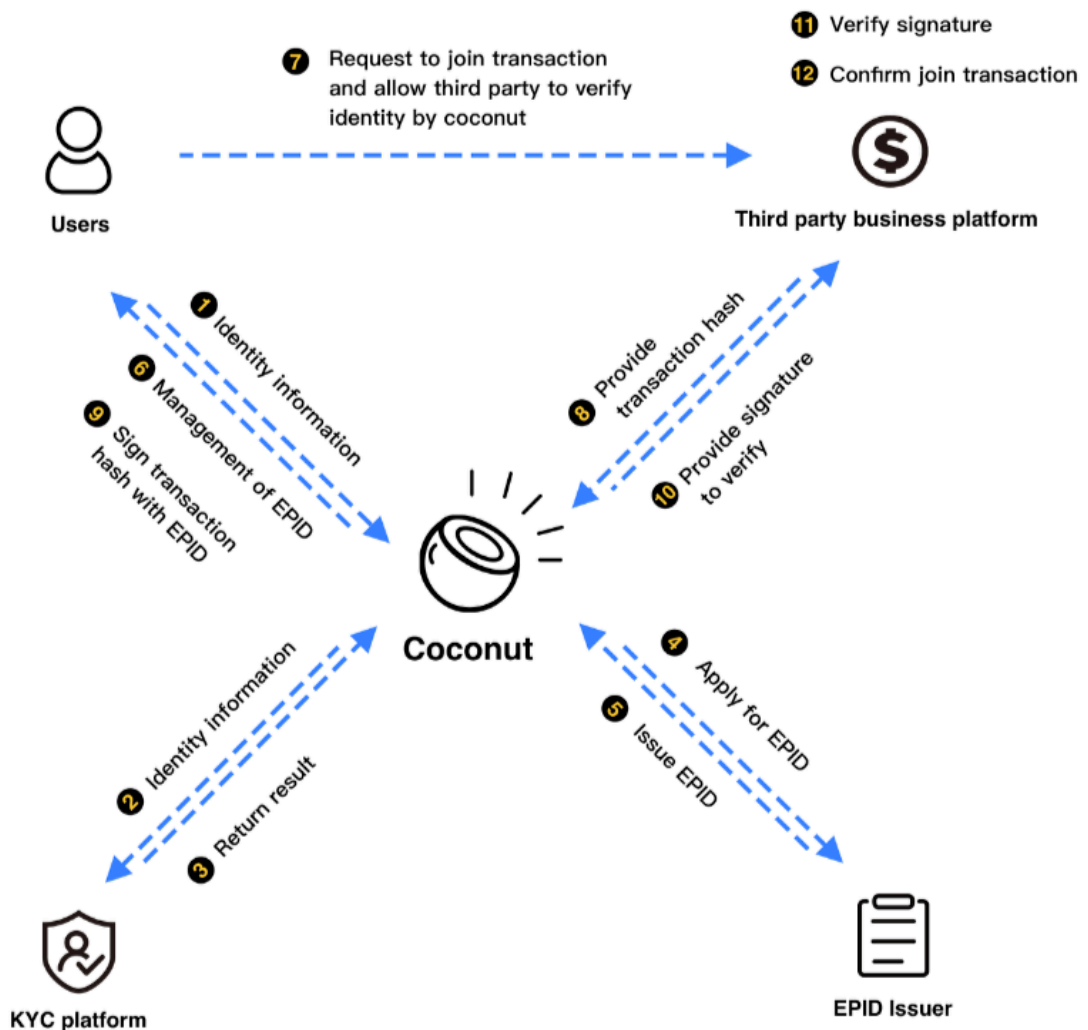 11 Verify signature
12 Confirm join transaction
7 Request to join transaction
and allow third party to verify
identity by coconut
Users
Third party business platform
1 Identity information
6 Management of EPID
9 Sign transaction
hash with EPID
8 Provide
transaction hash
10 Provide signature
to verify
Coconut
2 Identity information
3 Return result
4 Apply for EPID
5 Issue EPID
KYC platform
EPID Issuer